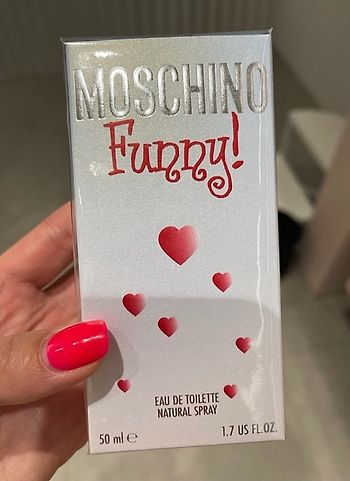 MOSCHINO
Funny!
EAU DE TOILETTE
NATURAL SPRAY
50 ml ℮ 1.7 US FL.OZ.